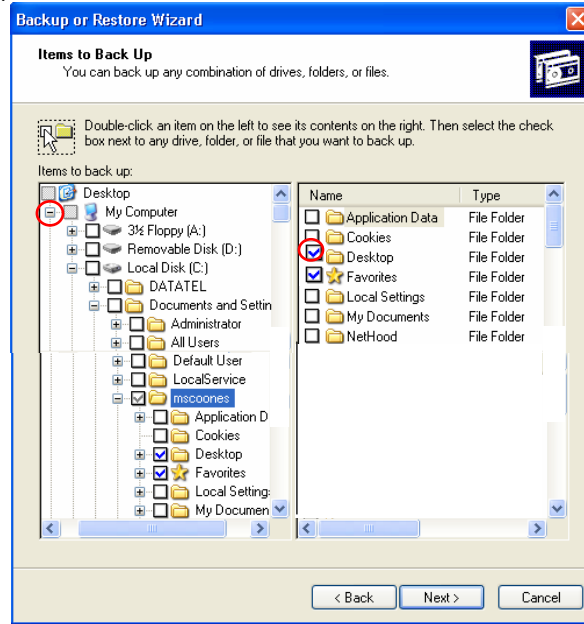 Backup or Restore Wizard
Items to Back Up
You can back up any combination of drives, folders, or files.
Double-click an item on the left to see its contents on the right. Then select the check
box next to any drive, folder, or file that you want to back up.
Items to back up:
Desktop
My Computer
3½ Floppy (A:)
Removable Disk (D:)
Local Disk (C:)
DATATEL
Documents and Settin
Administrator
All Users
Default User
LocalService
mscoones
Application D
Cookies
Desktop
Favorites
Local Setting
My Documen
Name Type
Application Data File Folder
Cookies File Folder
Desktop File Folder
Favorites File Folder
Local Settings File Folder
My Documents File Folder
NetHood File Folder
< Back Next > Cancel